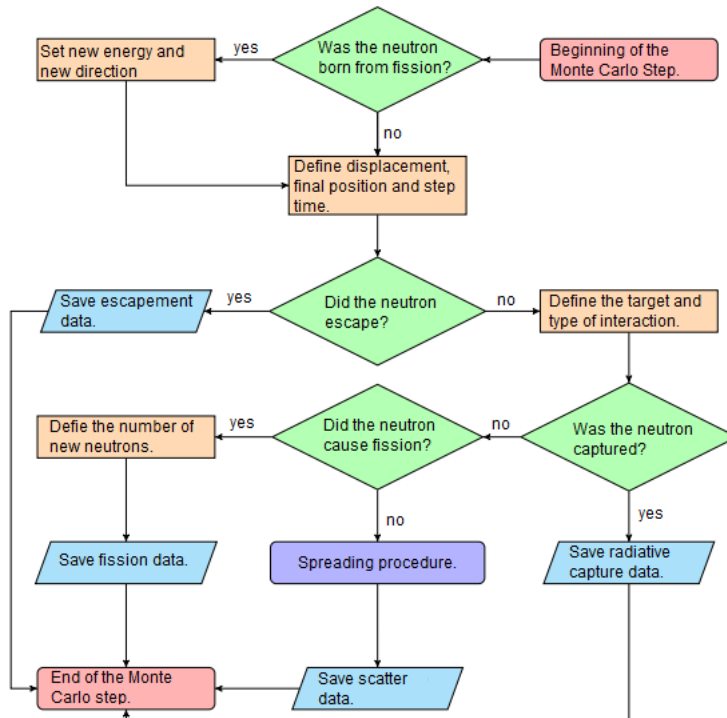 Set new energy and
new direction
yes
Was the neutron
born from fission?
Beginning of the
Monte Carlo Step.
no
Define displacement,
final position and step
time.
Save escapement
data.
yes
Did the neutron
escape?
no
Define the target and
type of interaction.
Defie the number of
new neutrons.
yes
Did the neutron
cause fission?
no
Was the neutron
captured?
no
yes
Save fission data.
Spreading procedure.
Save radiative
capture data.
End of the Monte
Carlo step.
Save scatter
data.